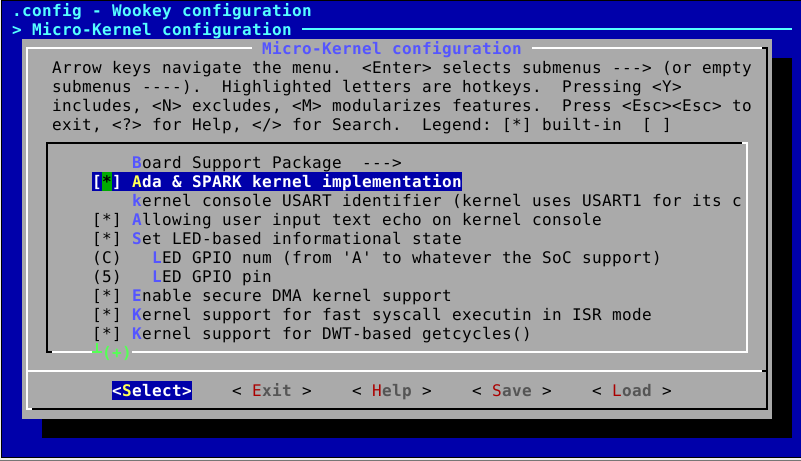 .config - Wookey configuration
> Micro-Kernel configuration
Micro-Kernel configuration
Arrow keys navigate the menu.  <Enter> selects submenus ---> (or empty
submenus ----).  Highlighted letters are hotkeys.  Pressing <Y>
includes, <N> excludes, <M> modularizes features.  Press <Esc><Esc> to
exit, <?> for Help, </> for Search.  Legend: [*] built-in  [ ]
Board Support Package  --->
[*] Ada & SPARK kernel implementation
kernel console USART identifier (kernel uses USART1 for its c
[*] Allowing user input text echo on kernel console
[*] Set LED-based informational state
(C)   LED GPIO num (from 'A' to whatever the SoC support)
(5)   LED GPIO pin
[*] Enable secure DMA kernel support
[*] Kernel support for fast syscall executin in ISR mode
[*] Kernel support for DWT-based getcycles()
┴(+)
<Select>    < Exit >    < Help >    < Save >    < Load >